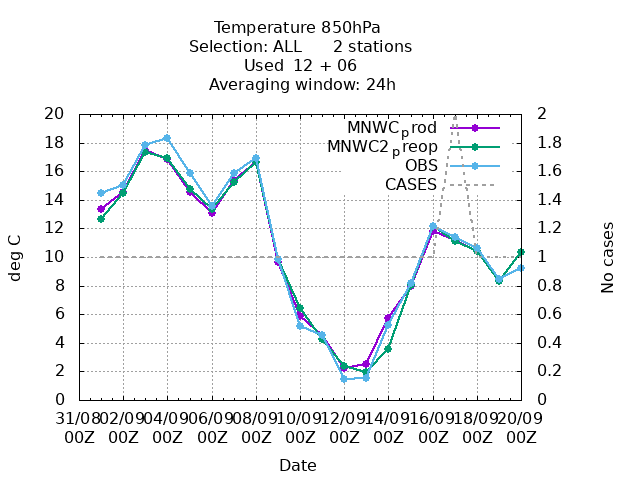 Temperature 850hPa
Selection: ALL      2 stations
Used  12 + 06
Averaging window: 24h
20
18
16
14
12
10
8
6
4
2
0
deg C
MNWCprod
MNWC2preop
OBS
CASES
2
1.8
1.6
1.4
1.2
1
0.8
0.6
0.4
0.2
0
No cases
31/08 02/09 04/09 06/09 08/09 10/09 12/09 14/09 16/09 18/09 20/09
00Z 00Z 00Z 00Z 00Z 00Z 00Z 00Z 00Z 00Z 00Z
Date